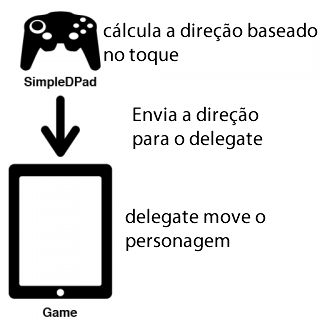 cálcula a direção baseado
no toque
SimpleDPad
Envia a direção
para o delegate
delegate move o
personagem
Game